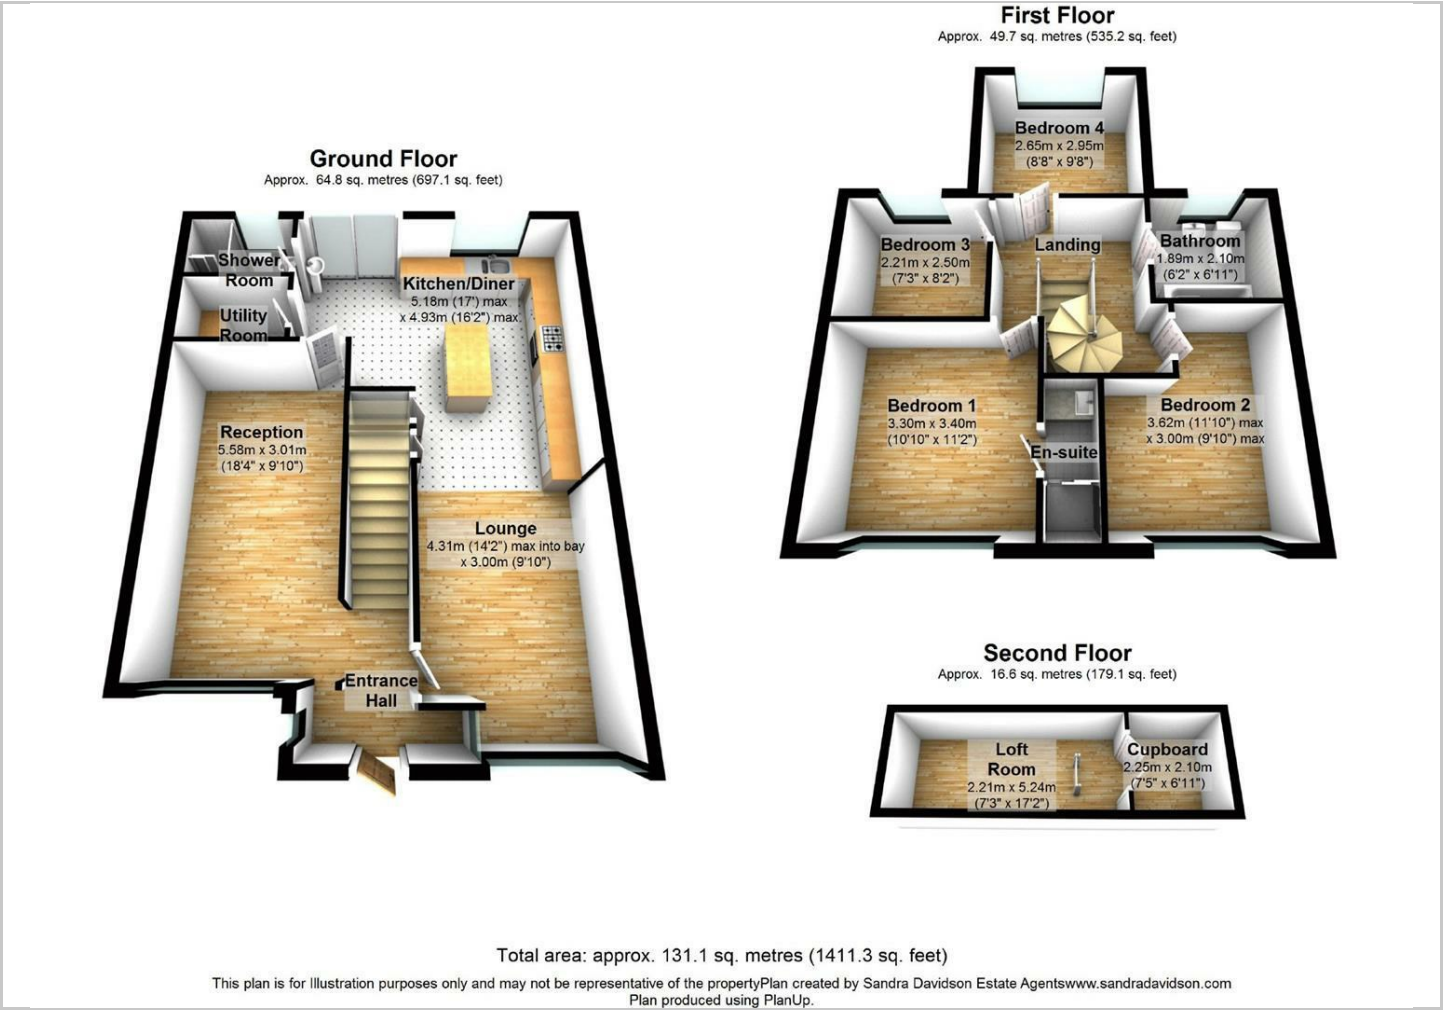 First Floor
Approx. 49.7 sq. metres (535.2 sq. feet)
Bedroom 4
2.65m x 2.95m
(8'8" x 9'8")
Ground Floor
Approx. 64.8 sq. metres (697.1 sq. feet)
Shower
Room
Kitchen/Diner
5.18m (17') max
x 4.93m (16'2") max
Utility
Room
Reception
5.58m x 3.01m
(18'4" x 9'10")
Lounge
4.31m (14'2") max into bay
x 3.00m (9'10")
Entrance
Hall
Bedroom 3
2.21m x 2.50m
(7'3" x 8'2")
Landing
Bathroom
1.89m x 2.10m
(6'2" x 6'11")
Bedroom 1
3.30m x 3.40m
(10'10" x 11'2")
En-suite
Bedroom 2
3.62m (11'10") max
x 3.00m (9'10") max
Second Floor
Approx. 16.6 sq. metres (179.1 sq. feet)
Loft
Room
2.21m x 5.24m
(7'3" x 17'2")
Cupboard
2.25m x 2.10m
(7'5" x 6'11")
Total area: approx. 131.1 sq. metres (1411.3 sq. feet)
This plan is for Illustration purposes only and may not be representative of the propertyPlan created by Sandra Davidson Estate Agentswww.sandradavidson.com
Plan produced using PlanUp.